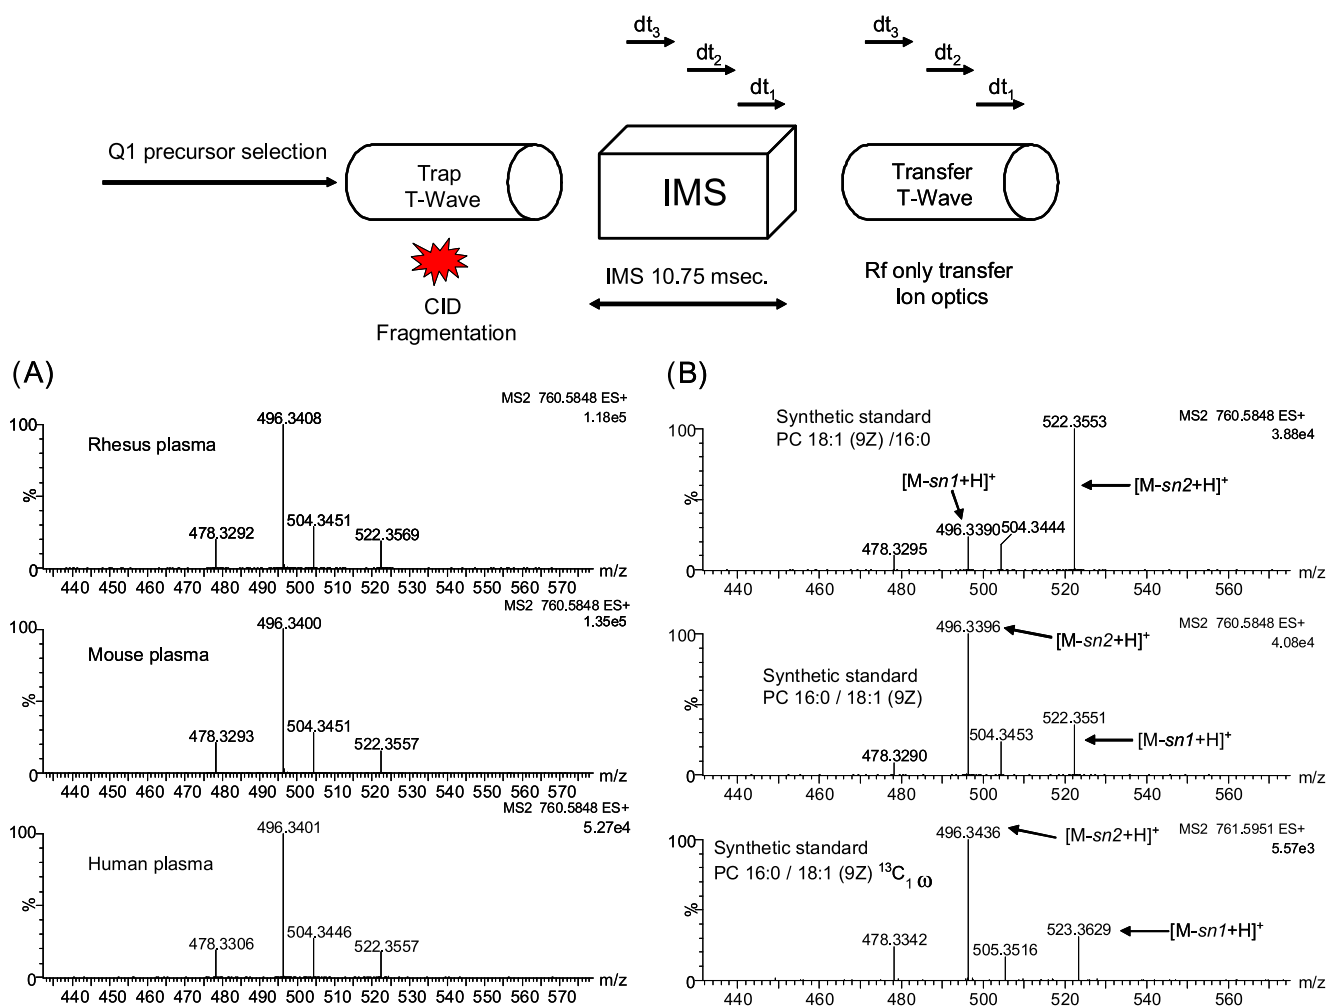 dt3
dt2
dt1
dt3
dt2
dt1
Q1 precursor selection
Trap
T-Wave
IMS
Transfer
T-Wave
CID
Fragmentation
IMS 10.75 msec.
Rf only transfer
Ion optics
(A)
MS2 760.5848 ES+
1.18e5
100
%
0
Rhesus plasma
496.3408
478.3292
504.3451
522.3569
440 450 460 470 480 490 500 510 520 530 540 550 560 570 m/z
MS2 760.5848 ES+
1.35e5
100
%
0
Mouse plasma
496.3400
478.3293
504.3451
522.3557
440 450 460 470 480 490 500 510 520 530 540 550 560 570 m/z
MS2 760.5848 ES+
5.27e4
100
%
0
Human plasma
496.3401
478.3306
504.3446
522.3557
440 450 460 470 480 490 500 510 520 530 540 550 560 570 m/z
(B)
Synthetic standard
PC 18:1 (9Z) /16:0
MS2 760.5848 ES+
3.88e4
100
%
0
522.3553
[M-sn1+H]+
[M-sn2+H]+
496.3390
504.3444
478.3295
440 460 480 500 520 540 560 m/z
MS2 760.5848 ES+
4.08e4
100
%
0
496.3396
[M-sn2+H]+
Synthetic standard
PC 16:0 / 18:1 (9Z)
522.3551
504.3453
[M-sn1+H]+
478.3290
440 460 480 500 520 540 560 m/z
MS2 761.5951 ES+
5.57e3
100
%
0
496.3436
[M-sn2+H]+
Synthetic standard
PC 16:0 / 18:1 (9Z) 13C1 ω
523.3629
[M-sn1+H]+
478.3342
505.3516
440 460 480 500 520 540 560 m/z